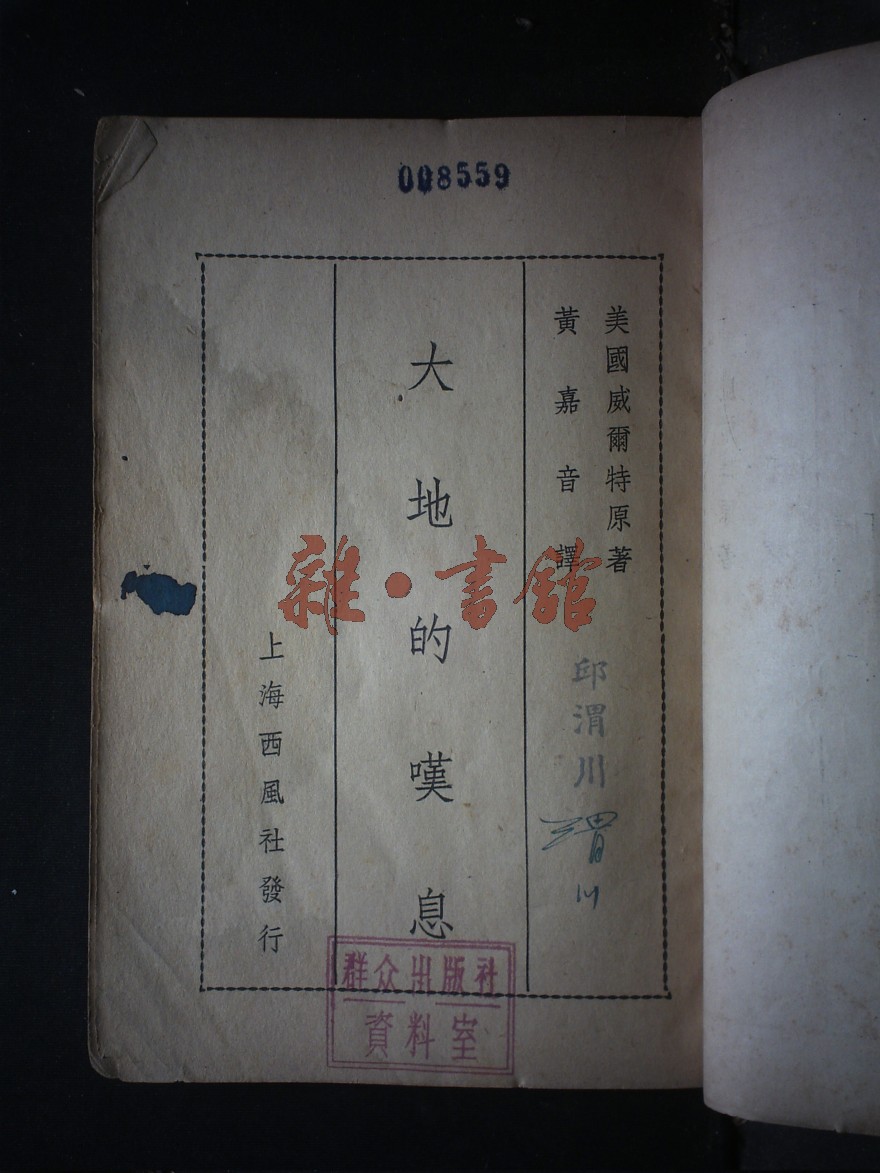 008559
美國威爾特原著
黃嘉音譯
邱渭川
渭川
大地的嘆息
上海西風社發行
雜·書館
群众出版社
資料室